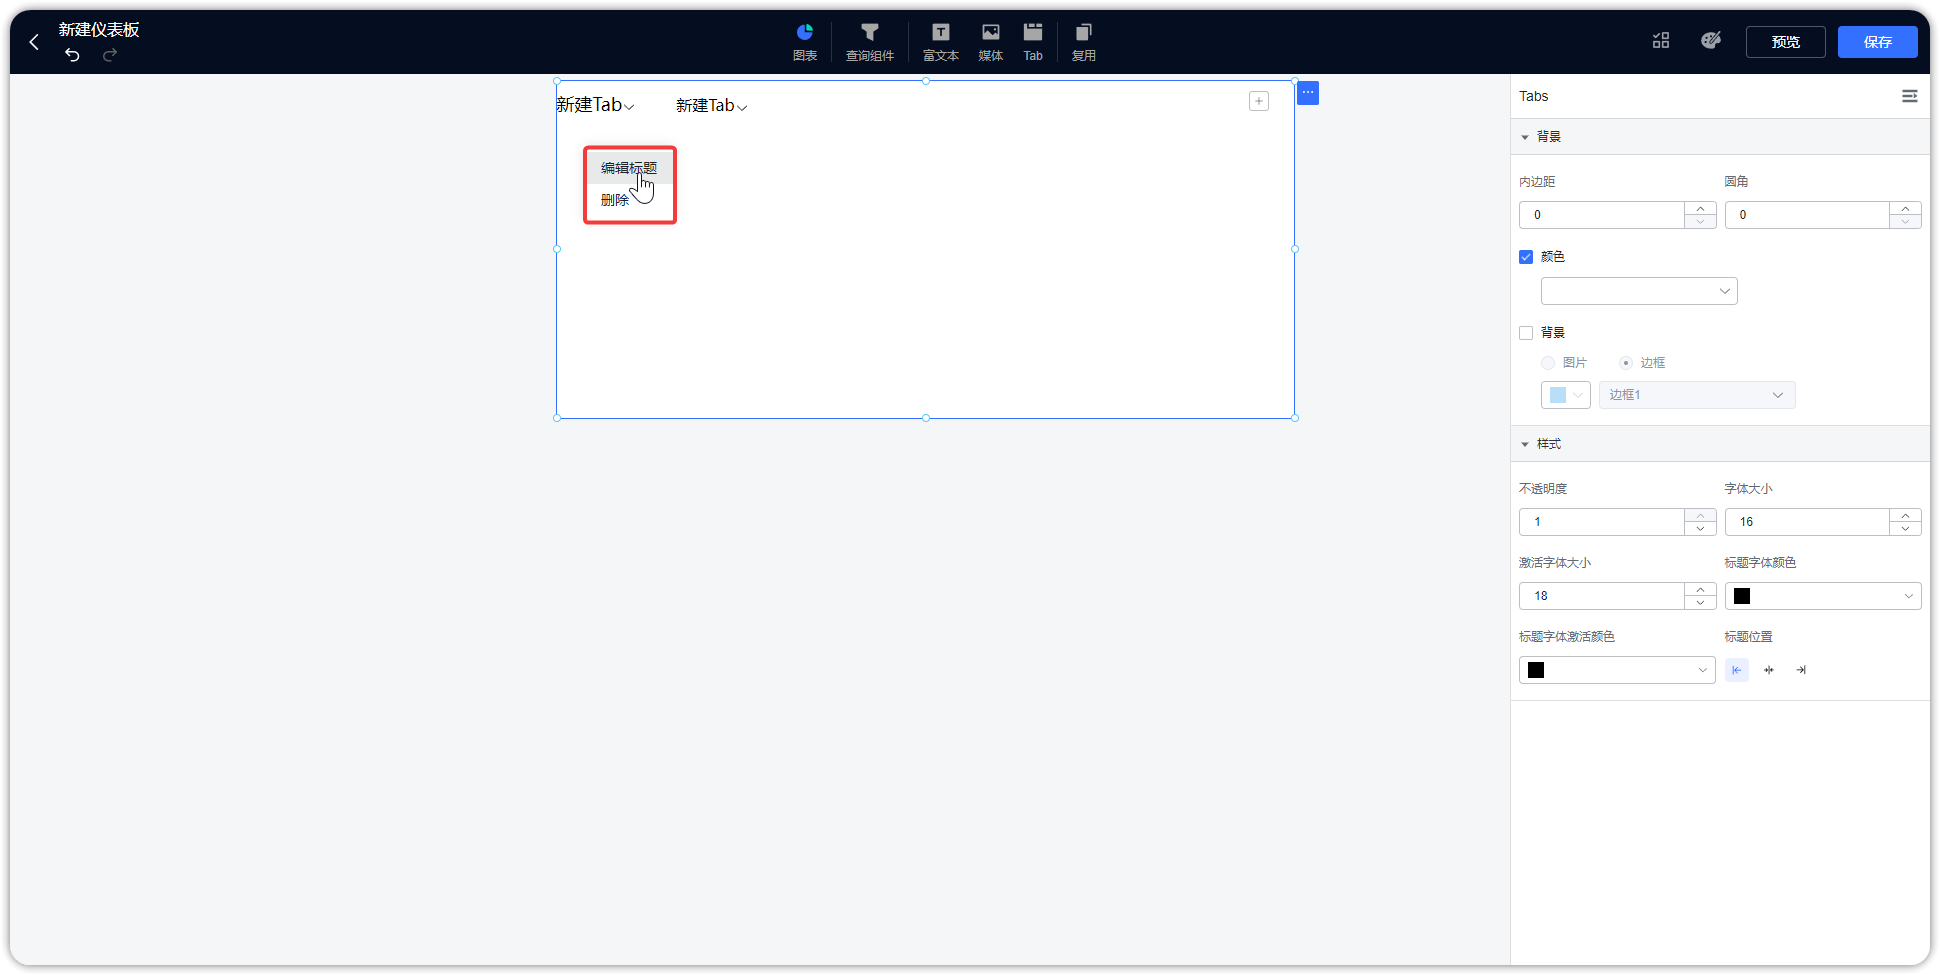 新建仪表板
图表
查询组件
富文本
媒体
Tab
复用
预览
保存
新建Tab
新建Tab
编辑标题
删除
Tabs
背景
内边距
圆角
0
0
颜色
背景
图片
边框
边框1
样式
不透明度
字体大小
1
16
激活字体大小
标题字体颜色
18
标题字体激活颜色
标题位置